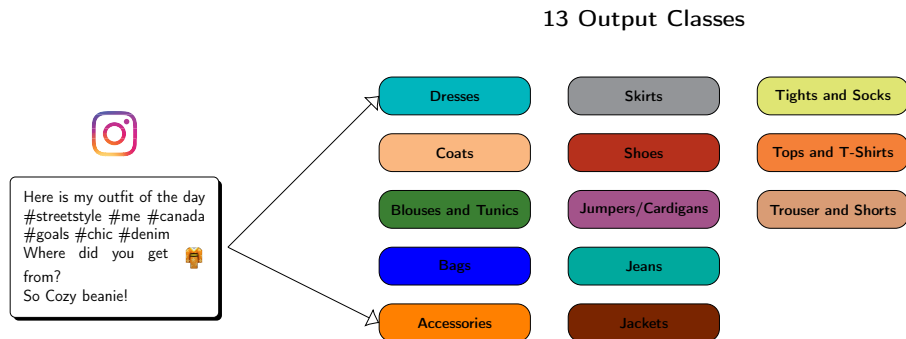 13 Output Classes
Here is my outfit of the day
#streetstyle #me #canada
#goals #chic #denim
Where did you get
from?
So Cozy beanie!
Dresses
Coats
Blouses and Tunics
Bags
Accessories
Skirts
Shoes
Jumpers/Cardigans
Jeans
Jackets
Tights and Socks
Tops and T-Shirts
Trouser and Shorts